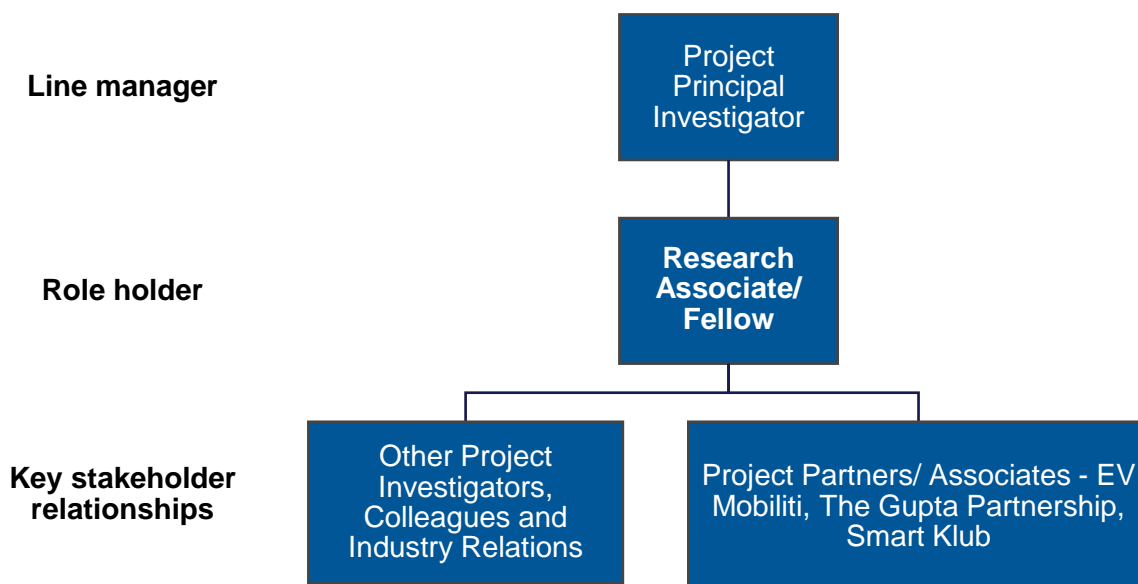 Line manager
Project
Principal
Investigator
Role holder
Research
Associate/
Fellow
Key stakeholder
relationships
Other Project
Investigators,
Colleagues and
Industry Relations
Project Partners/ Associates - EV
Mobiliti, The Gupta Partnership,
Smart Klub